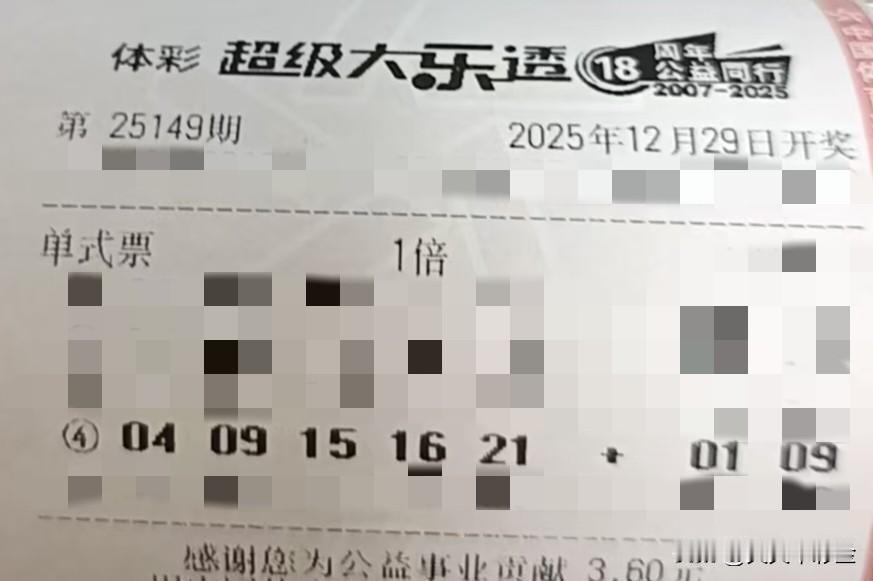 体彩 超级大乐透 18 周年 公益同行 2007-2025
第 25149期 2025年12月29日开奖
单式票 1倍
④ 04 09 15 16 21 + 01 09
感谢您为公益事业贡献 3.60元